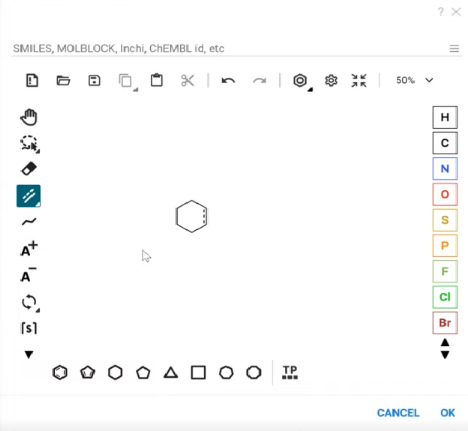 SMILES, MOLBLOCK, Inchi, ChEMBL id, etc
50%
H
C
A+
N
O
S
A-
P
F
[s]
Cl
Br
TP
CANCEL OK